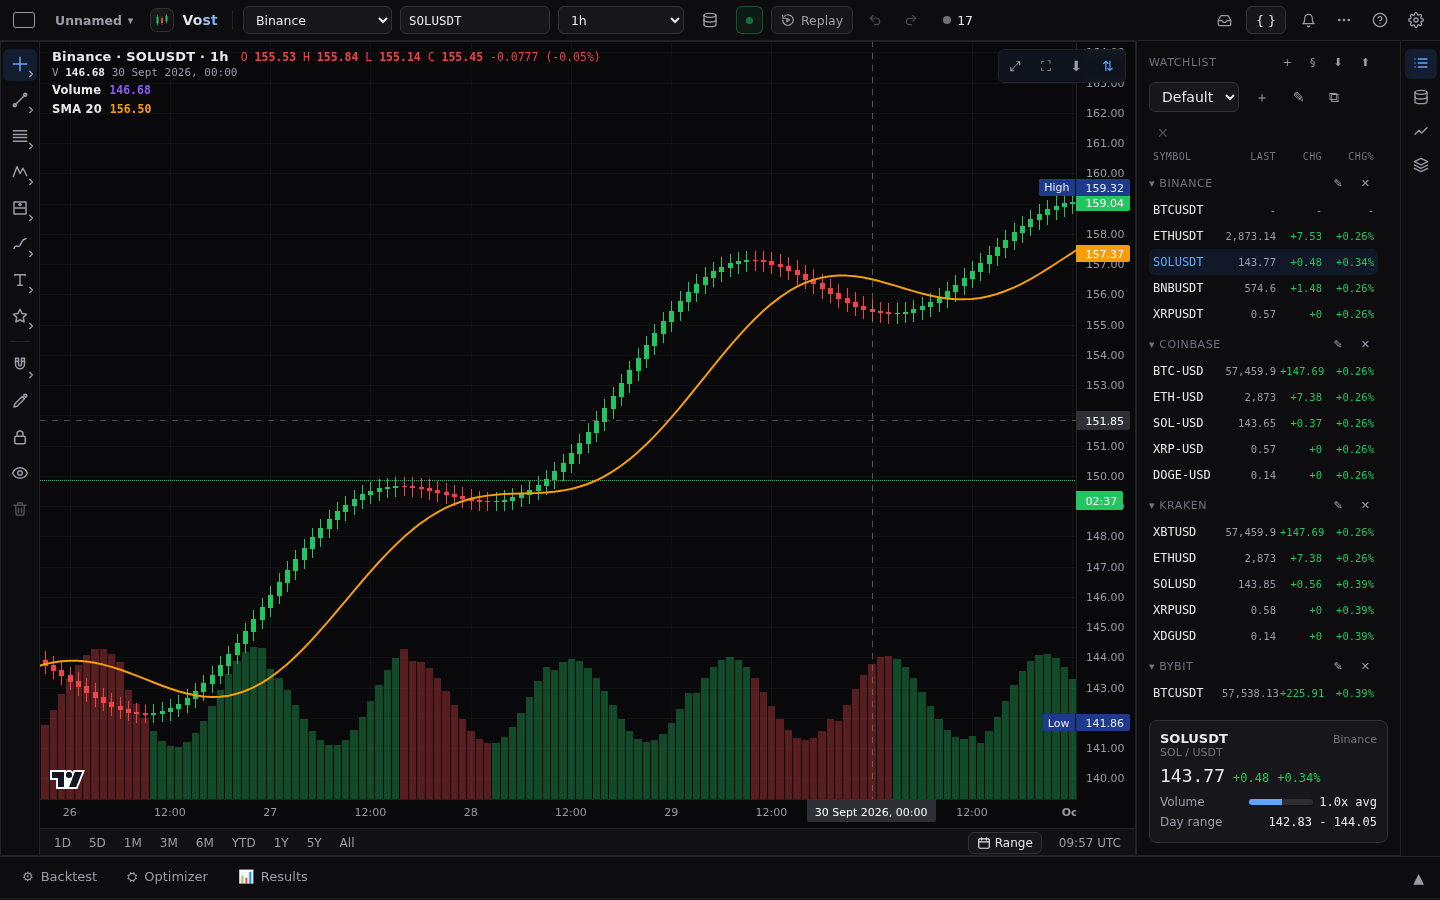 Unnamed ▾ Vost Binance SOLUSDT 1h Replay 17 { }
Binance · SOLUSDT · 1h O 155.53 H 155.84 L 155.14 C 155.45 -0.0777 (-0.05%)
V 146.68 30 Sept 2026, 00:00
Volume 146.68
SMA 20 156.50
163.00
162.00
161.00
160.00
High 159.32
159.04
158.00
157.37
157.00
156.00
155.00
154.00
153.00
151.85
151.00
150.00
02:37
148.00
147.00
146.00
145.00
144.00
143.00
Low 141.86
141.00
140.00
26 12:00 27 12:00 28 12:00 29 12:00 30 Sept 2026, 00:00 12:00 Oc
1D 5D 1M 3M 6M YTD 1Y 5Y All Range 09:57 UTC
WATCHLIST + § ⬇ ⬆
Default + ✎ ⧉
✕
SYMBOL LAST CHG CHG%
▾ BINANCE ✎ ✕
BTCUSDT - - -
ETHUSDT 2,873.14 +7.53 +0.26%
SOLUSDT 143.77 +0.48 +0.34%
BNBUSDT 574.6 +1.48 +0.26%
XRPUSDT 0.57 +0 +0.26%
▾ COINBASE ✎ ✕
BTC-USD 57,459.9 +147.69 +0.26%
ETH-USD 2,873 +7.38 +0.26%
SOL-USD 143.65 +0.37 +0.26%
XRP-USD 0.57 +0 +0.26%
DOGE-USD 0.14 +0 +0.26%
▾ KRAKEN ✎ ✕
XBTUSD 57,459.9 +147.69 +0.26%
ETHUSD 2,873 +7.38 +0.26%
SOLUSD 143.85 +0.56 +0.39%
XRPUSD 0.58 +0 +0.39%
XDGUSD 0.14 +0 +0.39%
▾ BYBIT ✎ ✕
BTCUSDT 57,538.13 +225.91 +0.39%
SOLUSDT Binance
SOL / USDT
143.77 +0.48 +0.34%
Volume 1.0x avg
Day range 142.83 - 144.05
Backtest Optimizer Results ▲